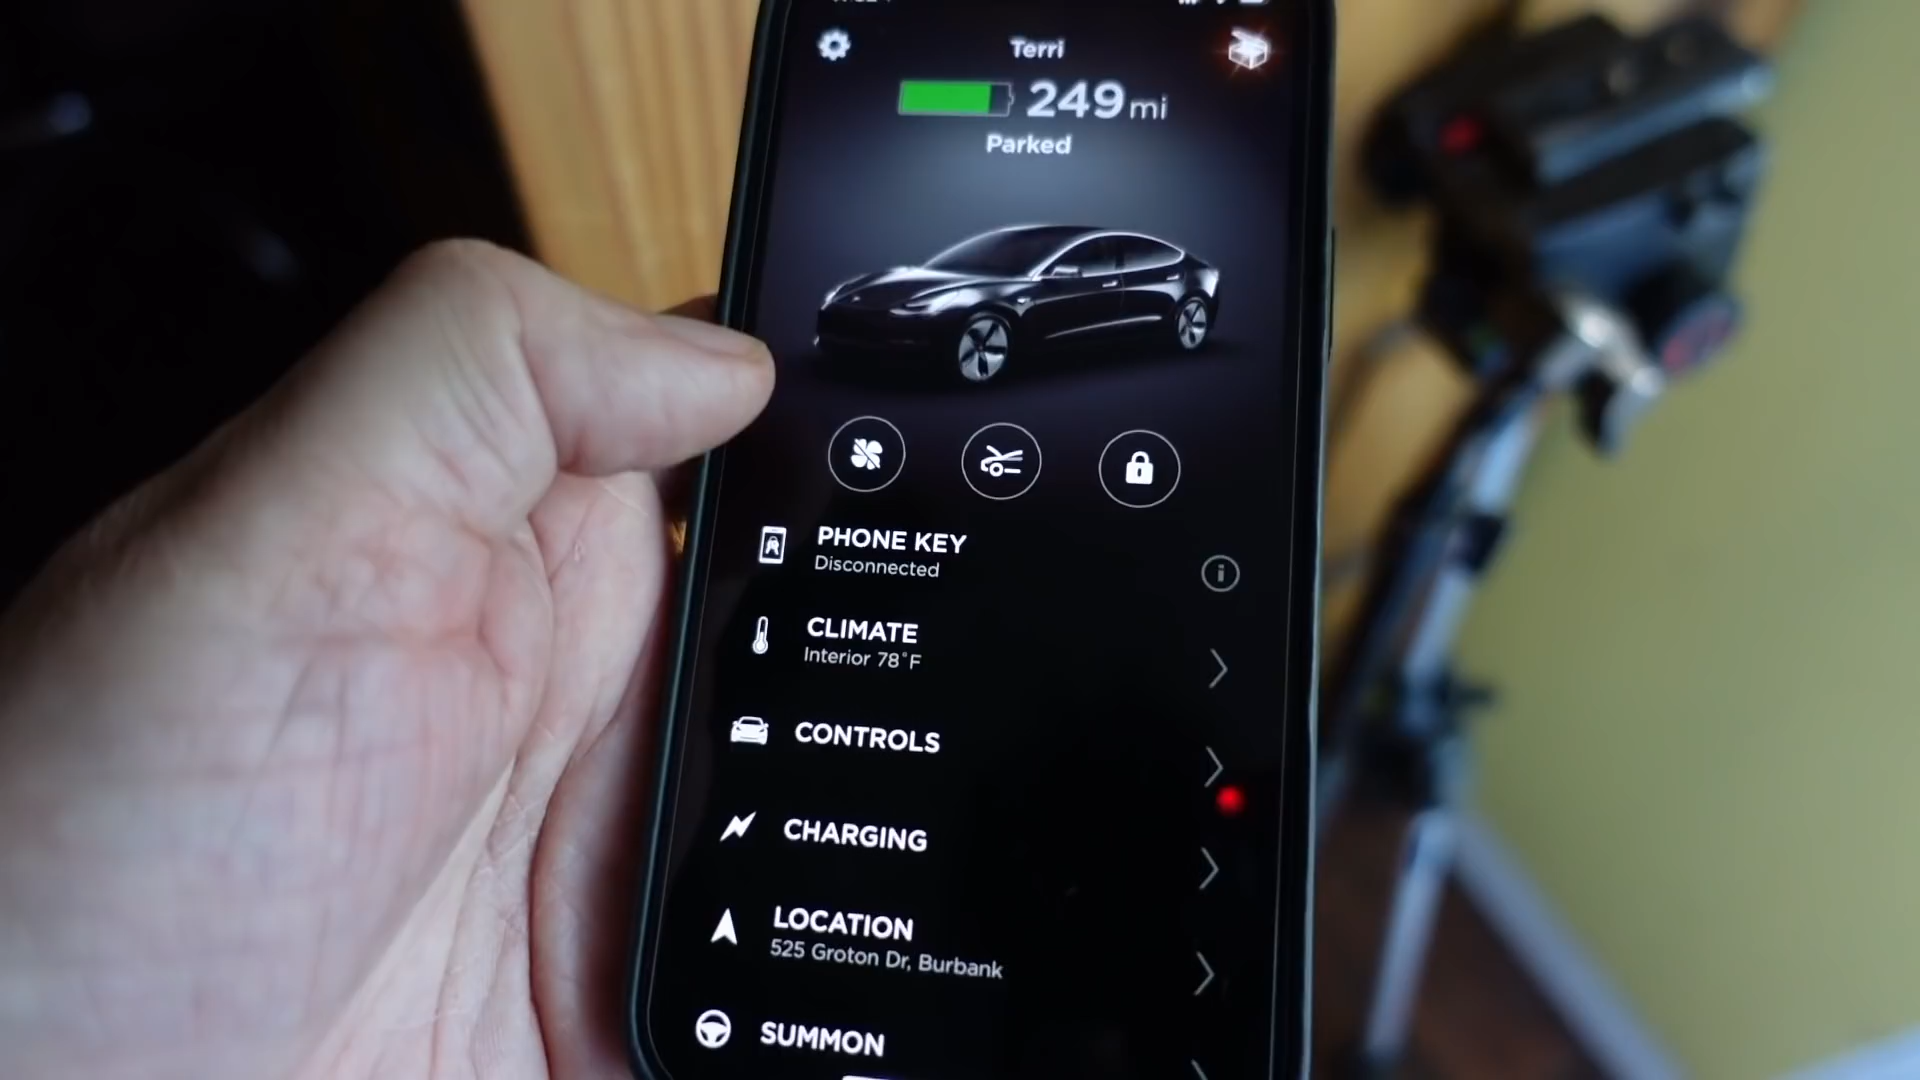 Terri
249 mi
Parked
PHONE KEY
Disconnected
CLIMATE
Interior 78°F
CONTROLS
CHARGING
LOCATION
525 Groton Dr, Burbank
SUMMON